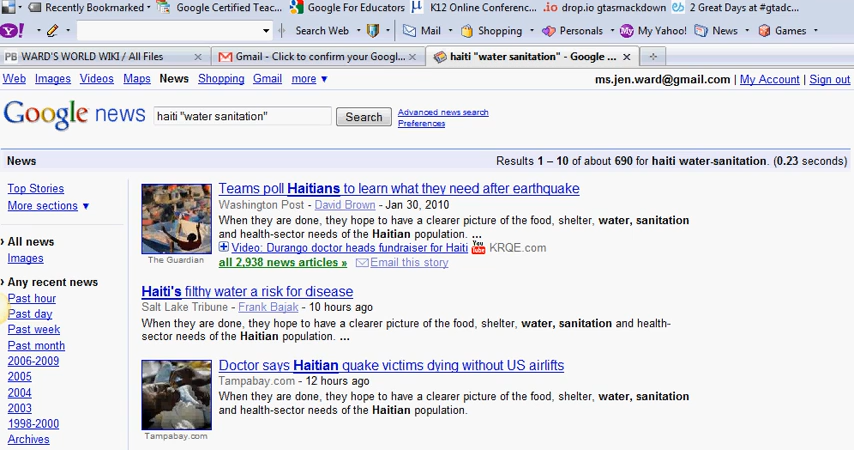 Recently Bookmarked Google Certified Teac... Google For Educators K12 Online Conferenc... .io drop.io gtasmackdown 2 Great Days at #gtadc...
Y! Search Web Mail Shopping Personals My Yahoo! News Games
PB WARD'S WORLD WIKI / All Files Gmail - Click to confirm your Googl... haiti "water sanitation" - Google ...
Web Images Videos Maps News Shopping Gmail more ▼ ms.jen.ward@gmail.com | My Account | Sign out
Google news haiti "water sanitation" Search Advanced news search
Preferences
News Results 1 – 10 of about 690 for haiti water-sanitation. (0.23 seconds)
Top Stories
More sections ▼
› All news
Images
› Any recent news
Past hour
Past day
Past week
Past month
2006-2009
2005
2004
2003
1998-2000
Archives
Teams poll Haitians to learn what they need after earthquake
Washington Post - David Brown - Jan 30, 2010
When they are done, they hope to have a clearer picture of the food, shelter, water, sanitation
and health-sector needs of the Haitian population. ...
Video: Durango doctor heads fundraiser for Haiti You Tube KRQE.com
all 2,938 news articles » Email this story
The Guardian
Haiti's filthy water a risk for disease
Salt Lake Tribune - Frank Bajak - 10 hours ago
When they are done, they hope to have a clearer picture of the food, shelter, water, sanitation and health-
sector needs of the Haitian population. ...
Doctor says Haitian quake victims dying without US airlifts
Tampabay.com - 12 hours ago
When they are done, they hope to have a clearer picture of the food, shelter, water, sanitation
and health-sector needs of the Haitian population.
Tampabay.com